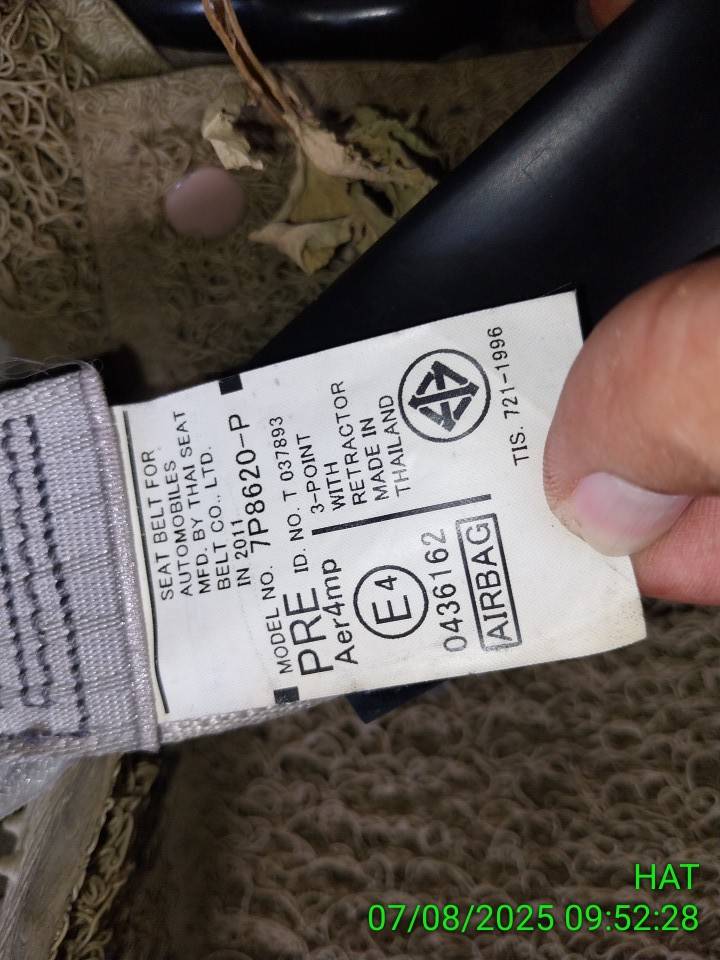 SEAT BELT FOR
AUTOMOBILES
MFD. BY THAI SEAT
BELT CO., LTD.
IN 2011
MODEL NO. 7P8620-P
PRE ID. NO. T 037893
Aer4mp
3-POINT
WITH
RETRACTOR
MADE IN
THAILAND
E4
0436162
AIRBAG
TIS. 721-1996
HAT
07/08/2025 09:52:28